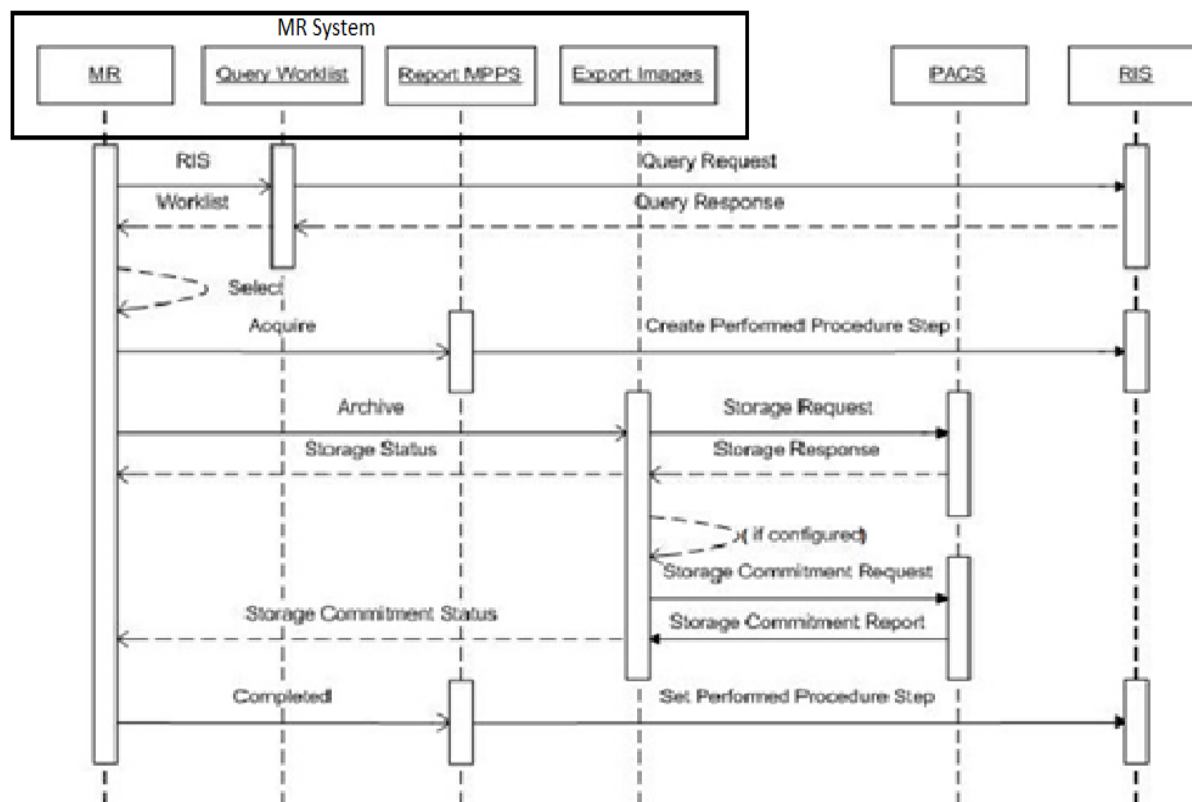 MR System
MR
Query Worklist
Report MPPS
Export Images
PACS
RIS
RIS
Query Request
Worklist
Query Response
Select
Acquire
Create Performed Procedure Step
Archive
Storage Request
Storage Status
Storage Response
( if configured)
Storage Commitment Request
Storage Commitment Status
Storage Commitment Report
Completed
Set Performed Procedure Step